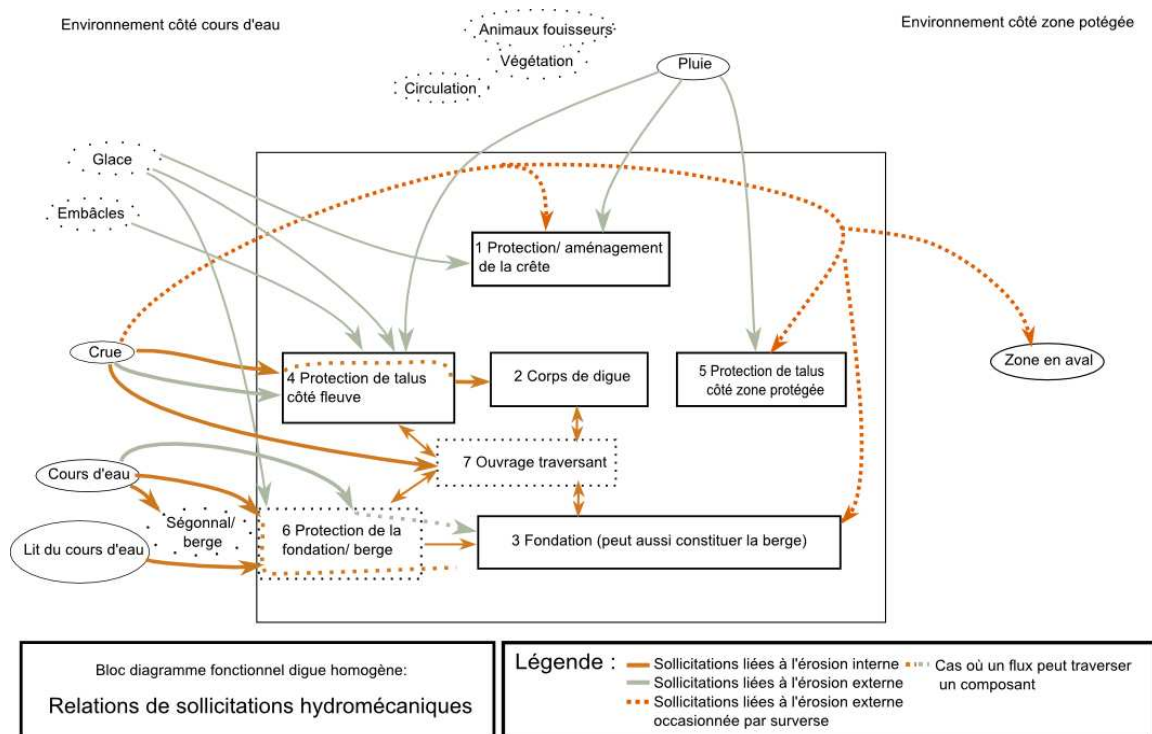 Environnement côté cours d'eau
Environnement côté zone potégée
Animaux fouisseurs
Végétation
Circulation
Pluie
Glace
Embâcles
1 Protection/ aménagement
de la crête
Crue
4 Protection de talus
côté fleuve
2 Corps de digue
5 Protection de talus
côté zone protégée
Zone en aval
7 Ouvrage traversant
Cours d'eau
Ségonnal/
berge
Lit du cours d'eau
6 Protection de la
fondation/ berge
3 Fondation (peut aussi constituer la berge)
Bloc diagramme fonctionnel digue homogène:
Relations de sollicitations hydromécaniques
Légende :
Sollicitations liées à l'érosion interne
Sollicitations liées à l'érosion externe
Sollicitations liées à l'érosion externe
occasionnée par surverse
Cas où un flux peut traverser
un composant